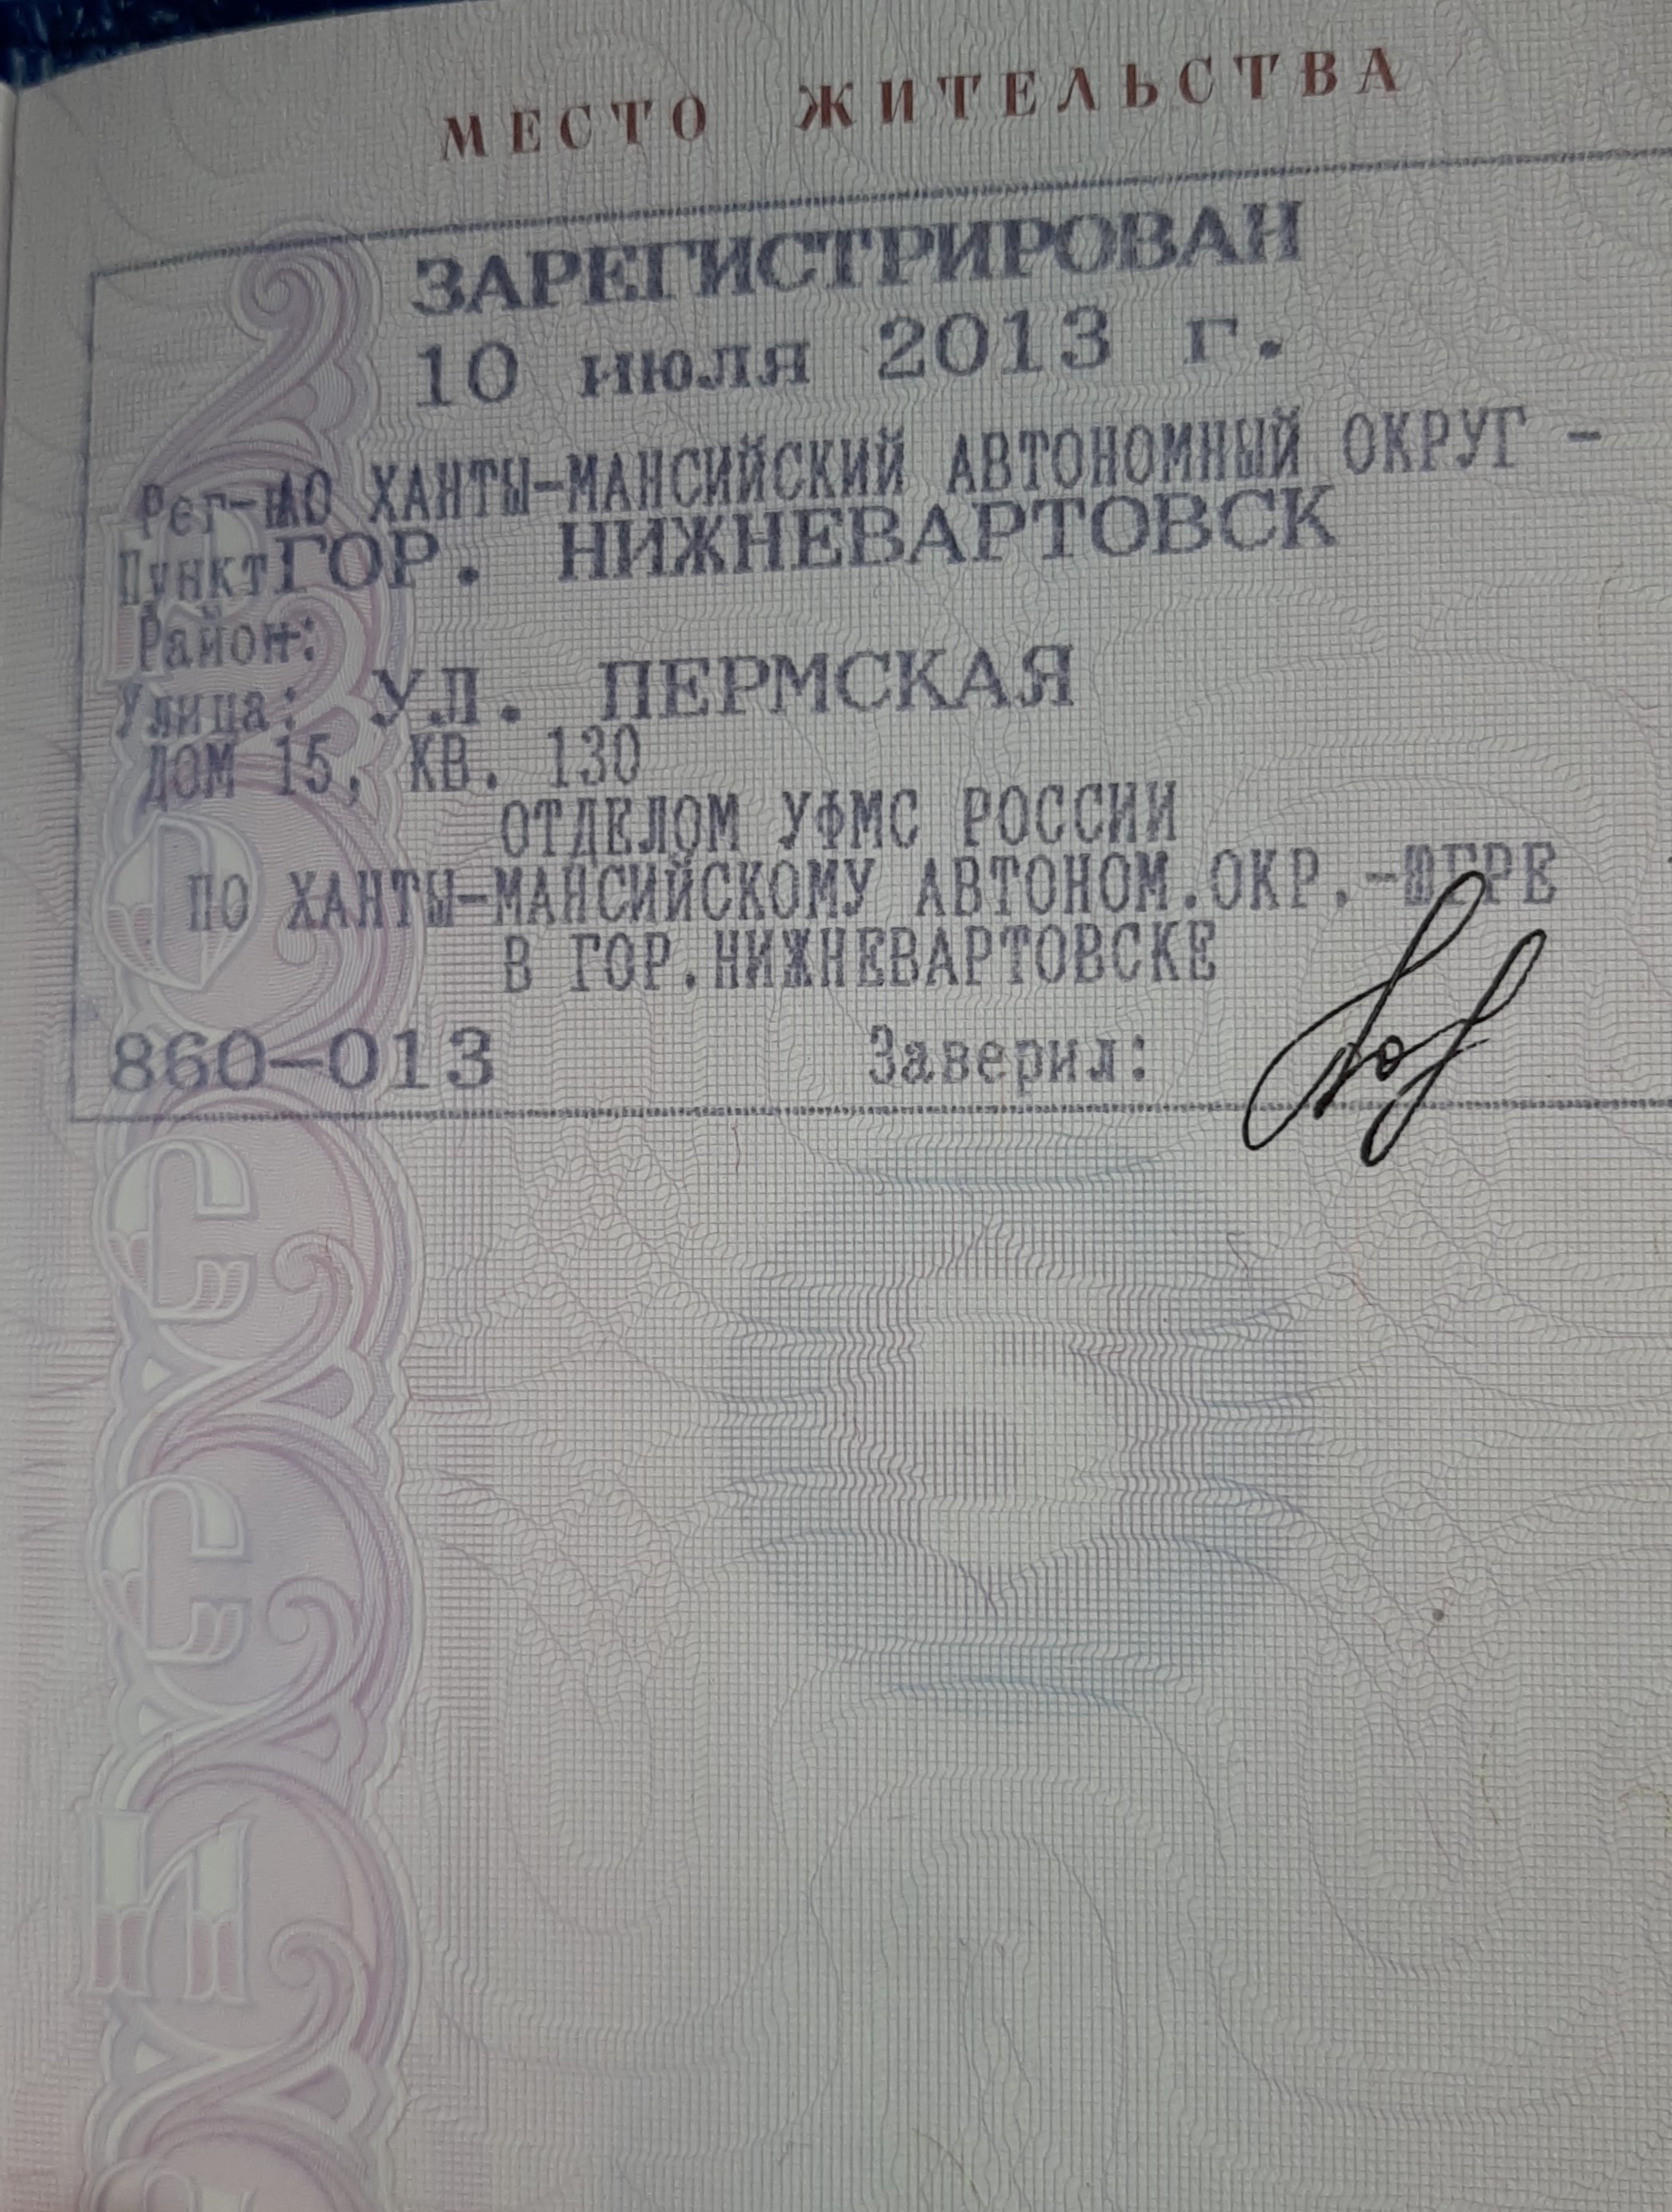 МЕСТО ЖИТЕЛЬСТВА
ЗАРЕГИСТРИРОВАН
10 июля 2013 г.
Рег-н АО ХАНТЫ-МАНСИЙСКИЙ АВТОНОМНЫЙ ОКРУГ -
Пункт ГОР. НИЖНЕВАРТОВСК
Район:
Улица: УЛ. ПЕРМСКАЯ
ДОМ 15, КВ. 130
ОТДЕЛОМ УФМС РОССИИ
ПО ХАНТЫ-МАНСИЙСКОМУ АВТОНОМ.ОКР.-ЮГРЕ
В ГОР.НИЖНЕВАРТОВСКЕ
860-013 Заверил: